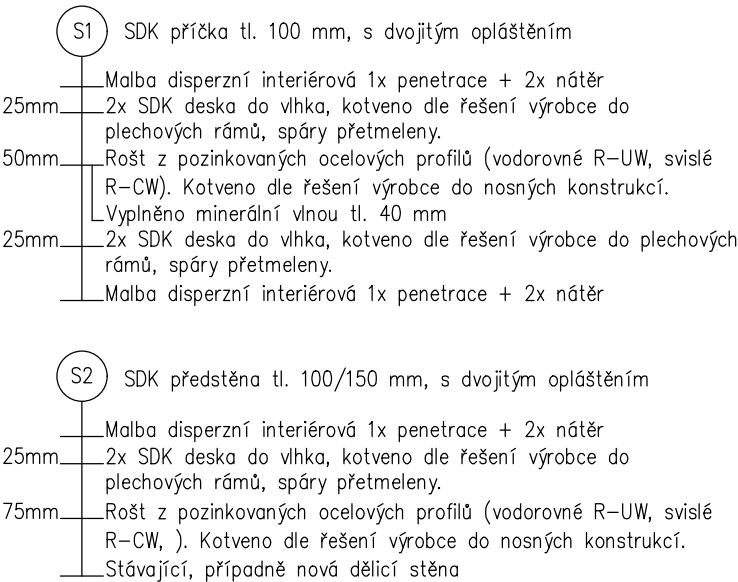 S1 SDK příčka tl. 100 mm, s dvojitým opláštěním
Malba disperzní interiérová 1x penetrace + 2x nátěr
25mm 2x SDK deska do vlhka, kotveno dle řešení výrobce do
plechových rámů, spáry přetmeleny.
50mm Rošt z pozinkovaných ocelových profilů (vodorovné R-UW, svislé
R-CW). Kotveno dle řešení výrobce do nosných konstrukcí.
Vyplněno minerální vlnou tl. 40 mm
25mm 2x SDK deska do vlhka, kotveno dle řešení výrobce do plechových
rámů, spáry přetmeleny.
Malba disperzní interiérová 1x penetrace + 2x nátěr
S2 SDK předstěna tl. 100/150 mm, s dvojitým opláštěním
Malba disperzní interiérová 1x penetrace + 2x nátěr
25mm 2x SDK deska do vlhka, kotveno dle řešení výrobce do
plechových rámů, spáry přetmeleny.
75mm Rošt z pozinkovaných ocelových profilů (vodorovné R-UW, svislé
R-CW, ). Kotveno dle řešení výrobce do nosných konstrukcí.
Stávající, případně nová dělicí stěna